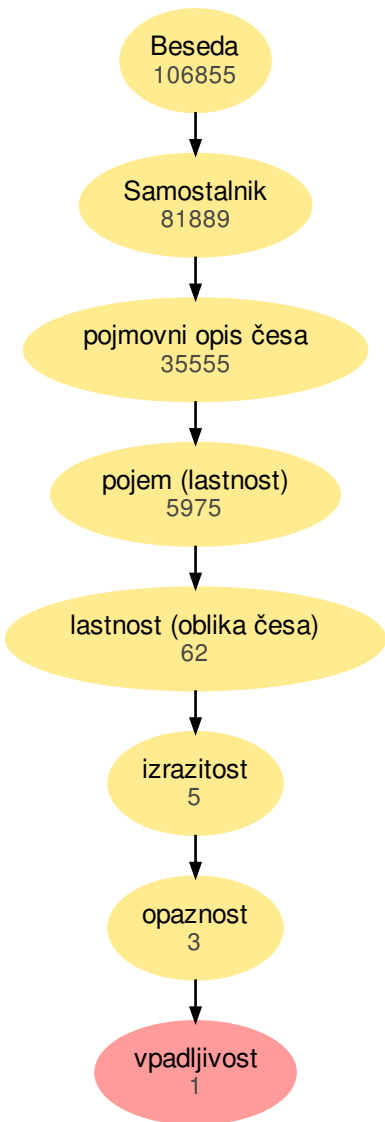 Beseda
106855
Samostalnik
81889
pojmovni opis česa
35555
pojem (lastnost)
5975
lastnost (oblika česa)
62
izrazitost
5
opaznost
3
vpadljivost
1